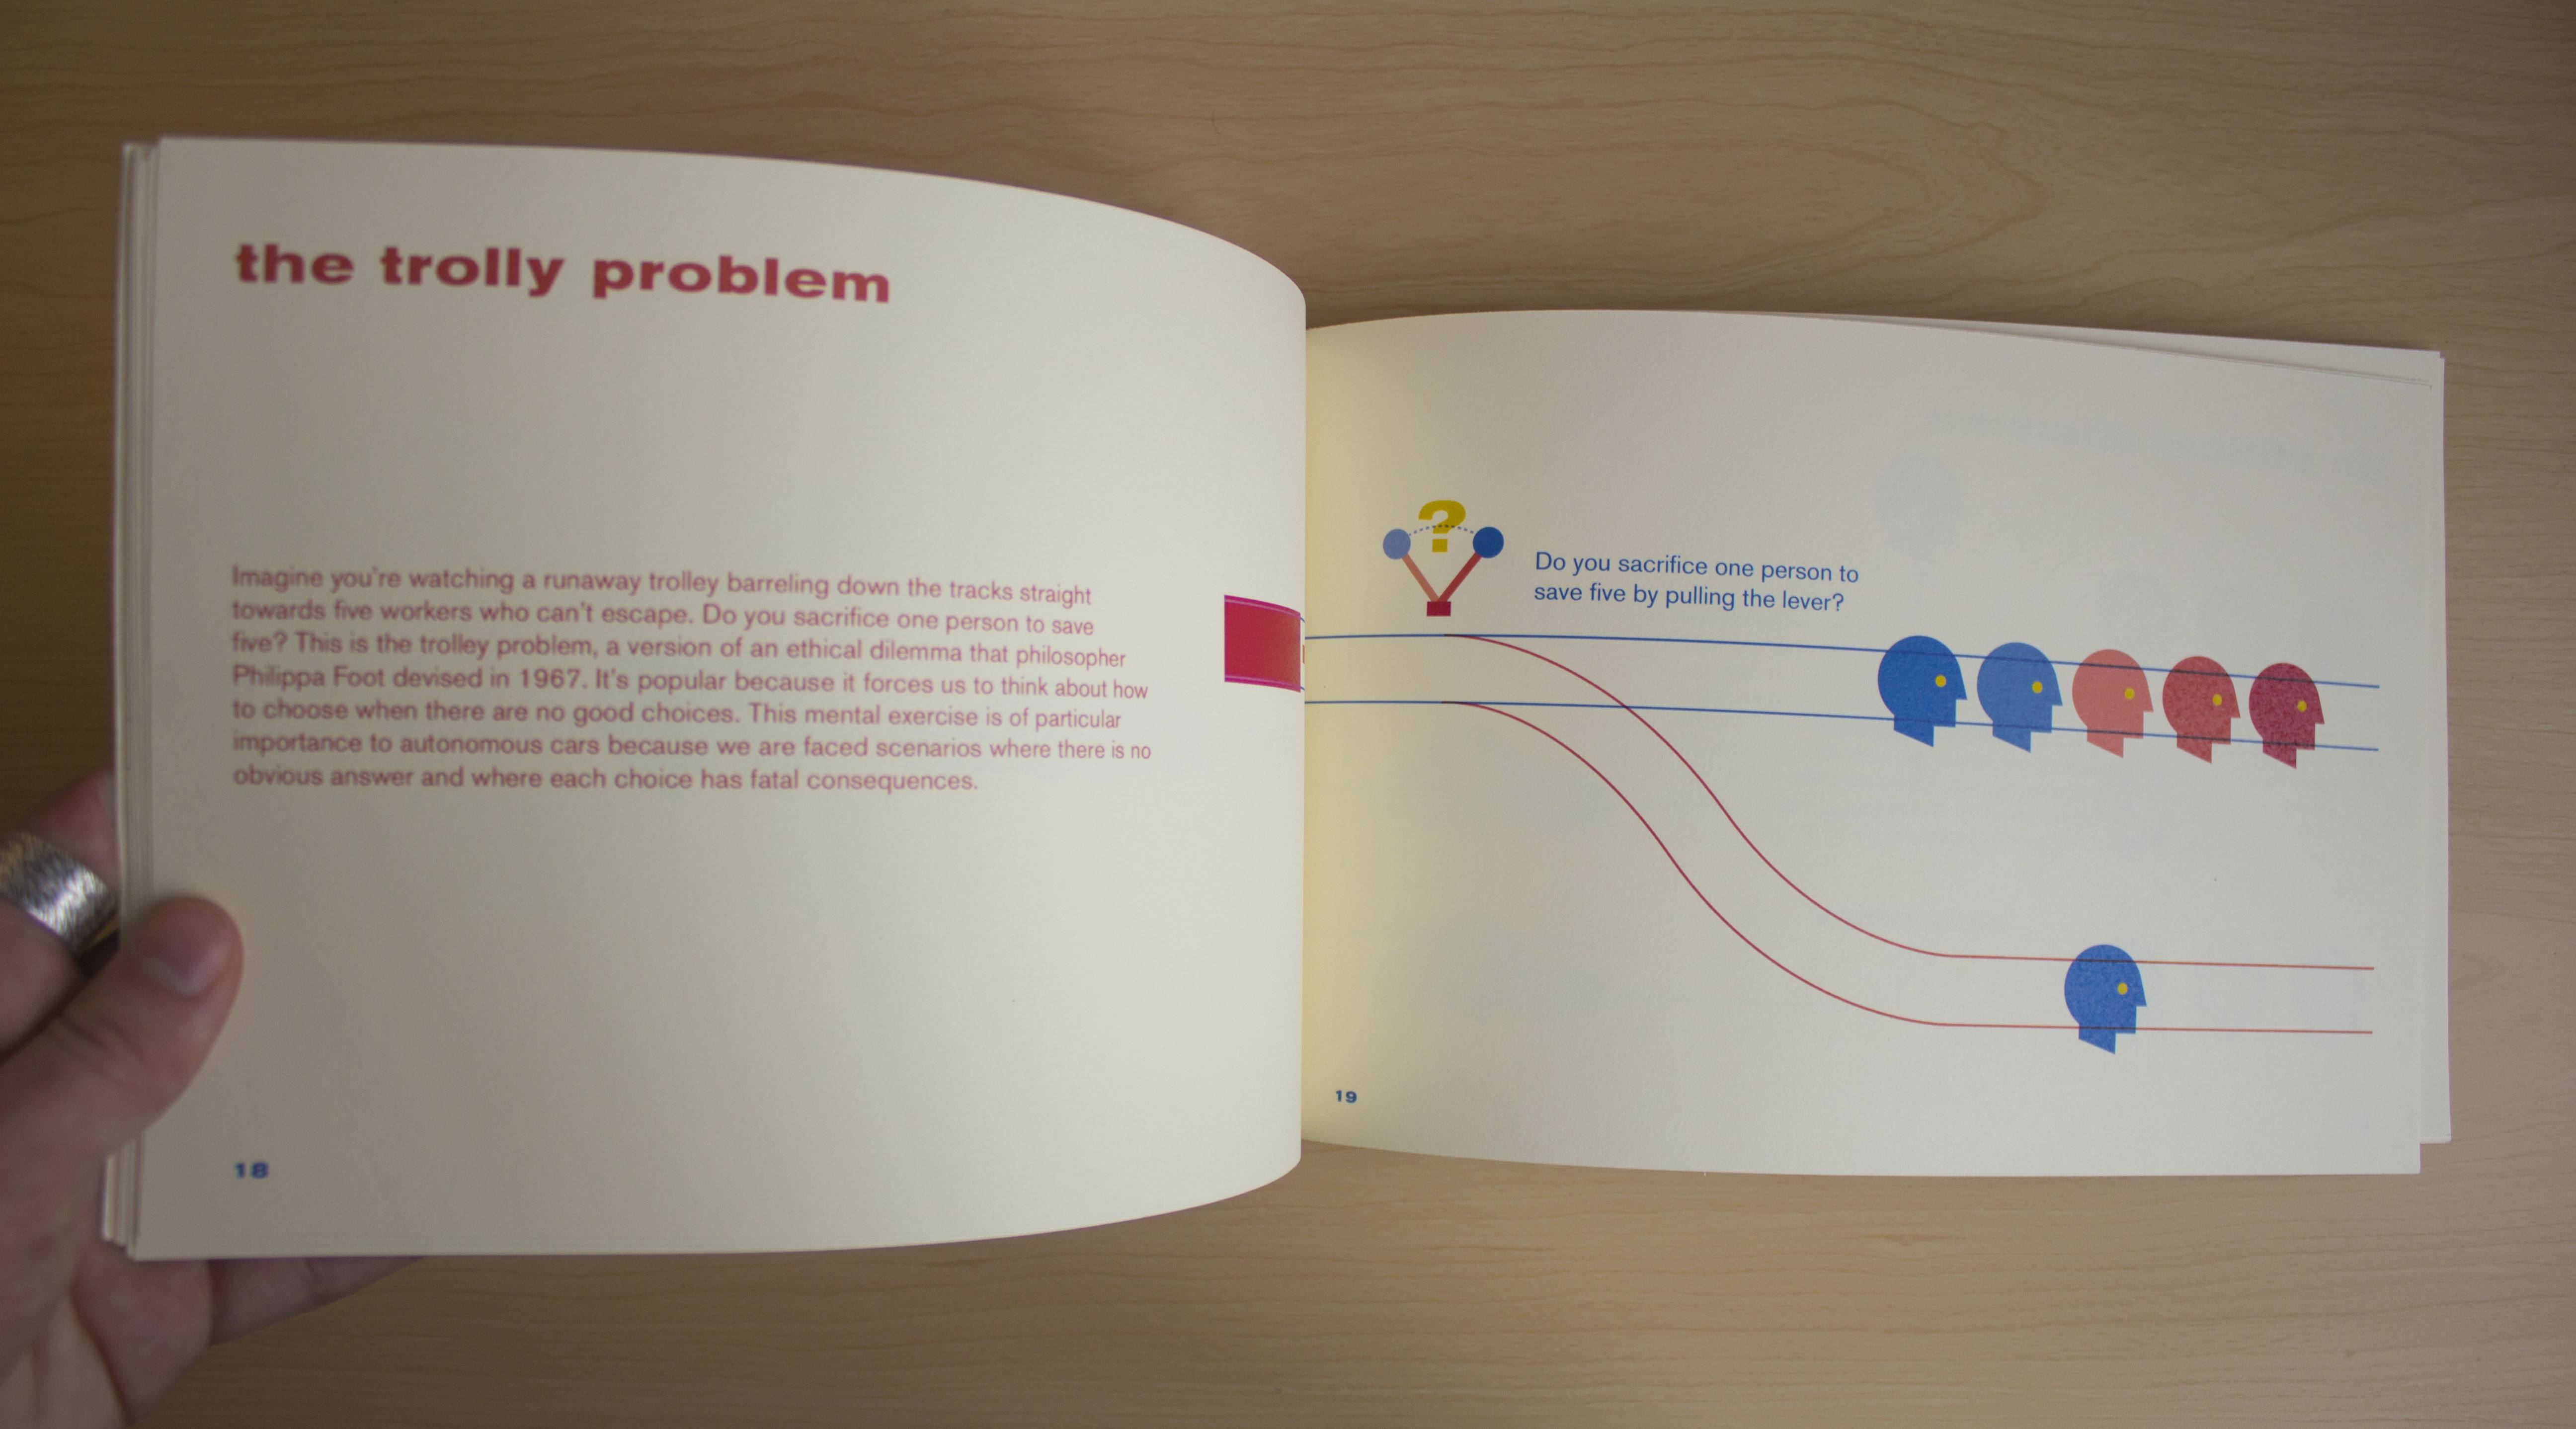 the trolly problem
Imagine you're watching a runaway trolley barreling down the tracks straight
towards five workers who can't escape. Do you sacrifice one person to save
five? This is the trolley problem, a version of an ethical dilemma that philosopher
Philippa Foot devised in 1967. It's popular because it forces us to think about how
to choose when there are no good choices. This mental exercise is of particular
importance to autonomous cars because we are faced scenarios where there is no
obvious answer and where each choice has fatal consequences.
18
?
Do you sacrifice one person to
save five by pulling the lever?
19